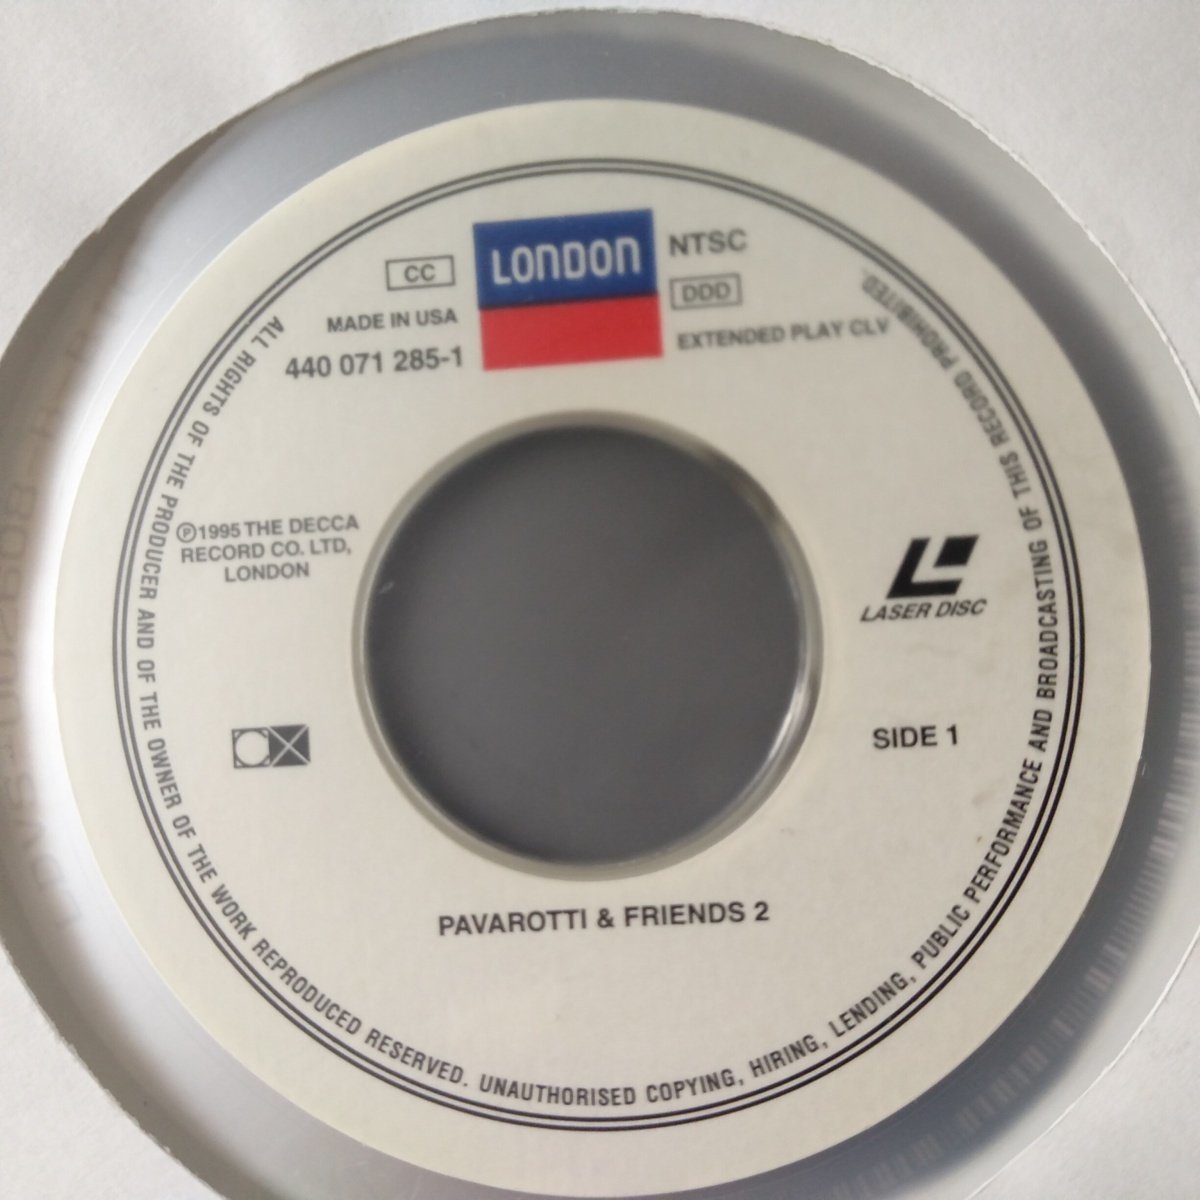 LONDON
CC
NTSC
DDD
MADE IN USA
EXTENDED PLAY CLV
440 071 285-1
℗1995 THE DECCA
RECORD CO. LTD,
LONDON
LASER DISC
SIDE 1
PAVAROTTI & FRIENDS 2
ALL RIGHTS OF THE PRODUCER AND OF THE OWNER OF THE WORK REPRODUCED RESERVED. UNAUTHORISED COPYING, HIRING, LENDING, PUBLIC PERFORMANCE AND BROADCASTING OF THIS RECORD PROHIBITED.